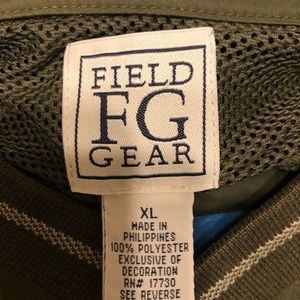 FIELD
FG
GEAR
XL
MADE IN
PHILIPPINES
100% POLYESTER
EXCLUSIVE OF
DECORATION
RN# 17730
SEE REVERSE